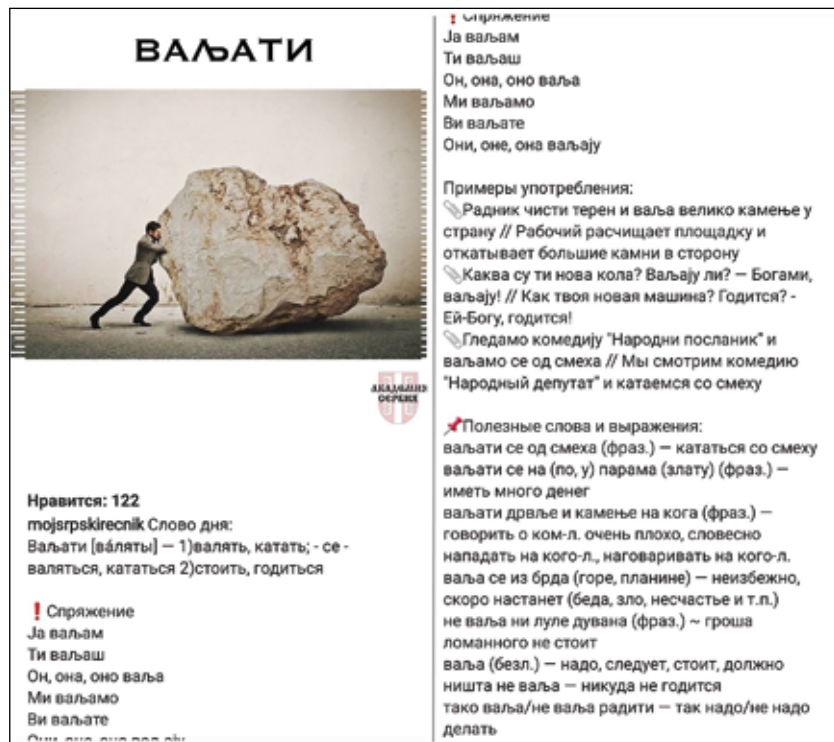 ВАЉАТИ
АКАДЕМИЯ
СЕРБИЯ
Нравится: 122
mojsrpskirecnik Слово дня:
Ваљати [вáляты] — 1)валять, катать; - се -
валяться, кататься 2)стоить, годиться
❗Спряжение
Ја ваљам
Ти ваљаш
Он, она, оно ваља
Ми ваљамо
Ви ваљате
Они, оне, она ваљају
❗Спряжение
Ја ваљам
Ти ваљаш
Он, она, оно ваља
Ми ваљамо
Ви ваљате
Они, оне, она ваљају
Примеры употребления:
📎Радник чисти терен и ваља велико камење у
страну // Рабочий расчищает площадку и
откатывает большие камни в сторону
📎Каква су ти нова кола? Ваљају ли? — Богами,
ваљају! // Как твоя новая машина? Годится? -
Ей-Богу, годится!
📎Гледамо комедију "Народни посланик" и
ваљамо се од смеха // Мы смотрим комедию
"Народный депутат" и катаемся со смеху
📌Полезные слова и выражения:
ваљати се од смеха (фраз.) — кататься со смеху
ваљати се на (по, у) парама (злату) (фраз.) —
иметь много денег
ваљати дрвље и камење на кога (фраз.) —
говорить о ком-л. очень плохо, словесно
нападать на кого-л., наговаривать на кого-л.
ваља се из брда (горе, планине) — неизбежно,
скоро настанет (беда, зло, несчастье и т.п.)
не ваља ни луле дувана (фраз.) ~ гроша
ломанного не стоит
ваља (безл.) — надо, следует, стоит, должно
ништа не ваља — никуда не годится
тако ваља/не ваља радити — так надо/не надо
делать